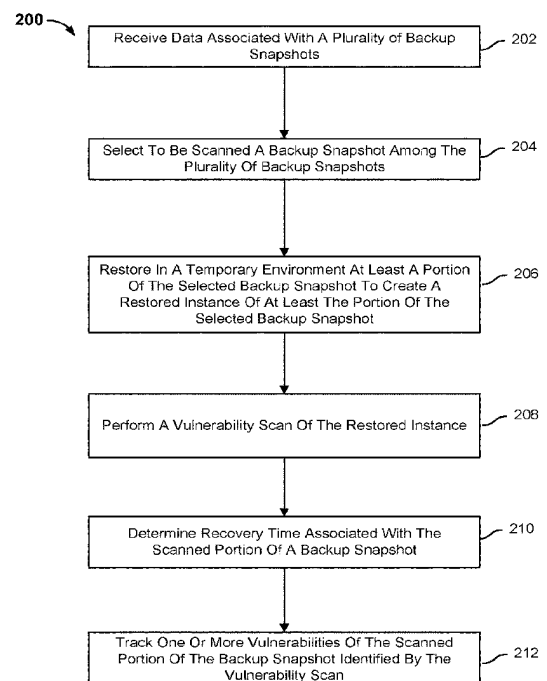 200
Receive Data Associated With A Plurality of Backup
Snapshots
202
Select To Be Scanned A Backup Snapshot Among The
Plurality Of Backup Snapshots
204
Restore In A Temporary Environment At Least A Portion
Of The Selected Backup Snapshot To Create A
Restored Instance Of At Least The Portion Of The
Selected Backup Snapshot
206
Perform A Vulnerability Scan Of The Restored Instance
208
Determine Recovery Time Associated With The
Scanned Portion Of A Backup Snapshot
210
Track One Or More Vulnerabilities Of The Scanned
Portion Of The Backup Snapshot Identified By The
Vulnerability Scan
212